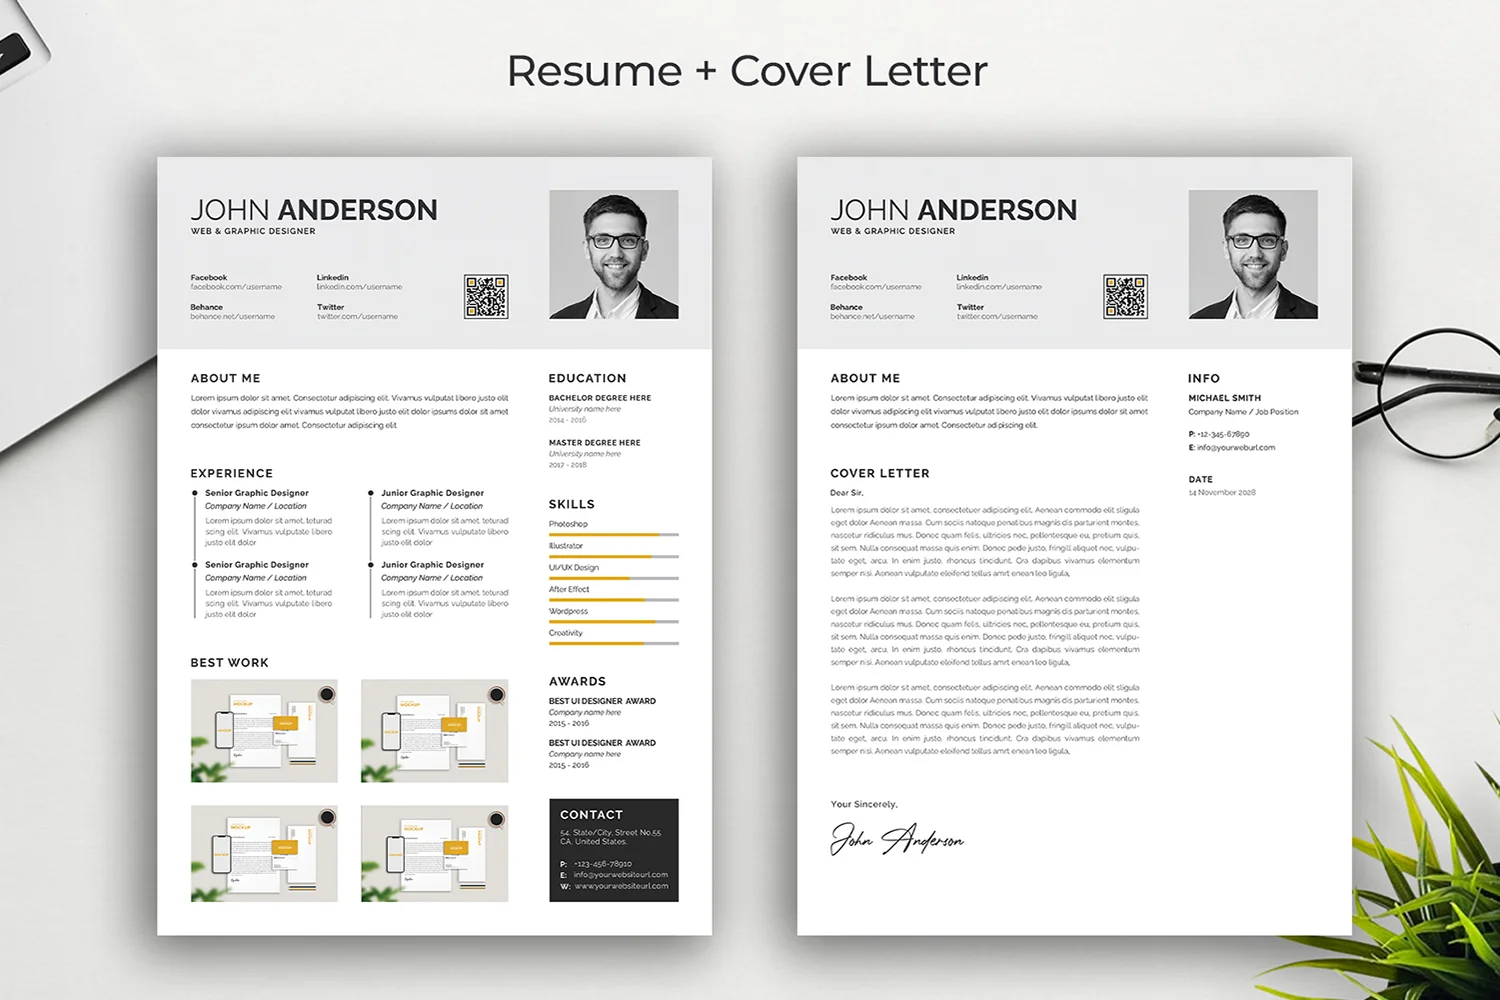 Resume + Cover Letter
JOHN ANDERSON
WEB & GRAPHIC DESIGNER
Facebook
facebook.com/username
Linkedin
linkedin.com/username
Behance
behance.net/username
Twitter
twitter.com/username
ABOUT ME
Lorem ipsum dolor sit amet. Consectetur adipiscing elit. Vivamus vulputat libero justo elit
dolor vivamus adipiscing elit vivamus vulputat libero justo elit dolor ipsums dolor sit amet
consectetur ipsum dolor amet. Consectetur adipiscing elit
EXPERIENCE
Senior Graphic Designer
Company Name / Location
Lorem ipsum dolor sit amet, teturad
scing elit. Vivamus vulputate libero
justo elit dolor
Junior Graphic Designer
Company Name / Location
Lorem ipsum dolor sit amet, teturad
scing elit. Vivamus vulputate libero
justo elit dolor
Senior Graphic Designer
Company Name / Location
Lorem ipsum dolor sit amet, teturad
scing elit. Vivamus vulputate libero
justo elit dolor
Junior Graphic Designer
Company Name / Location
Lorem ipsum dolor sit amet, teturad
scing elit. Vivamus vulputate libero
justo elit dolor
BEST WORK
MOCKUP
MOCKUP
MOCKUP
MOCKUP
EDUCATION
BACHELOR DEGREE HERE
University name here
2014 - 2016
MASTER DEGREE HERE
University name here
2017 - 2018
SKILLS
Photoshop
Illustrator
UI/UX Design
After Effect
Wordpress
Creativity
AWARDS
BEST UI DESIGNER AWARD
Company name here
2015 - 2016
BEST UI DESIGNER AWARD
Company name here
2015 - 2016
CONTACT
54, State/City, Street No.55
CA, United States.
P: +123-456-78910
E: info@yourwebsiteurl.com
W: www.yourwebsiteurl.com
JOHN ANDERSON
WEB & GRAPHIC DESIGNER
Facebook
facebook.com/username
Linkedin
linkedin.com/username
Behance
behance.net/username
Twitter
twitter.com/username
ABOUT ME
Lorem ipsum dolor sit amet. Consectetur adipiscing elit. Vivamus vulputat libero justo elit
dolor vivamus adipiscing elit vivamus vulputat libero justo elit dolor ipsums dolor sit amet
consectetur ipsum dolor amet. Consectetur adipiscing elit.
COVER LETTER
Dear Sir,
Lorem ipsum dolor sit amet, consectetuer adipiscing elit. Aenean commodo elit sligula
eget dolor Aenean massa. Cum sociis natoque penatibus magnis dis parturient montes,
nascetur ridiculus mus. Donec quam felis, ultricies nec, pellentesque eu, pretium quis,
sit sem. Nulla consequat massa quis enim. Donec pede justo, fringill aliquet nec, vulpu-
tate eget, arcu. In enim justo, rhoncus tincidunt. Cra dapibus vivamus elementum
semper nisi. Aenean vulputate eleifend tellus amrt enean leo ligula,
Lorem ipsum dolor sit amet, consectetuer adipiscing elit. Aenean commodo elit sligula
eget dolor Aenean massa. Cum sociis natoque penatibus magnis dis parturient montes,
nascetur ridiculus mus. Donec quam felis, ultricies nec, pellentesque eu, pretium quis,
sit sem. Nulla consequat massa quis enim. Donec pede justo, fringill aliquet nec, vulpu-
tate eget, arcu. In enim justo, rhoncus tincidunt. Cra dapibus vivamus elementum
semper nisi. Aenean vulputate eleifend tellus amrt enean leo ligula,
Lorem ipsum dolor sit amet, consectetuer adipiscing elit. Aenean commodo elit sligula
eget dolor Aenean massa. Cum sociis natoque penatibus magnis dis parturient montes,
nascetur ridiculus mus. Donec quam felis, ultricies nec, pellentesque eu, pretium quis,
sit sem. Nulla consequat massa quis enim. Donec pede justo, fringill aliquet nec, vulpu-
tate eget, arcu. In enim justo, rhoncus tincidunt. Cra dapibus vivamus elementum
semper nisi. Aenean vulputate eleifend tellus amrt enean leo ligula,
Your Sincerely,
John Anderson
INFO
MICHAEL SMITH
Company Name / Job Position
P: +12-345-67890
E: info@yourweburl.com
DATE
14 November 2028